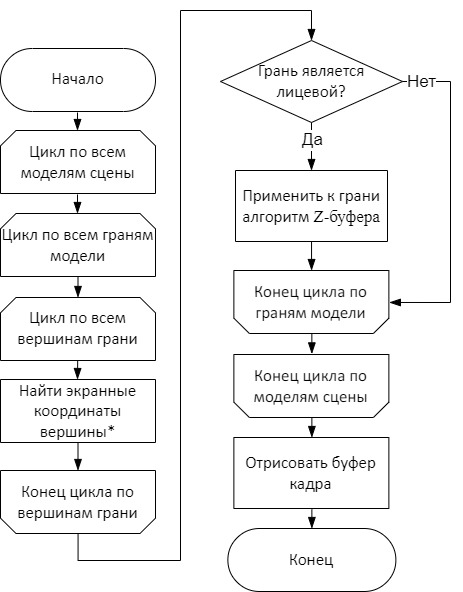 Начало
Цикл по всем
моделям сцены
Цикл по всем граням
модели
Цикл по всем
вершинам грани
Найти экранные
координаты
вершины*
Конец цикла по
вершинам грани
Грань является
лицевой?
Нет
Да
Применить к грани
алгоритм Z-буфера
Конец цикла по
граням модели
Конец цикла по
моделям сцены
Отрисовать буфер
кадра
Конец